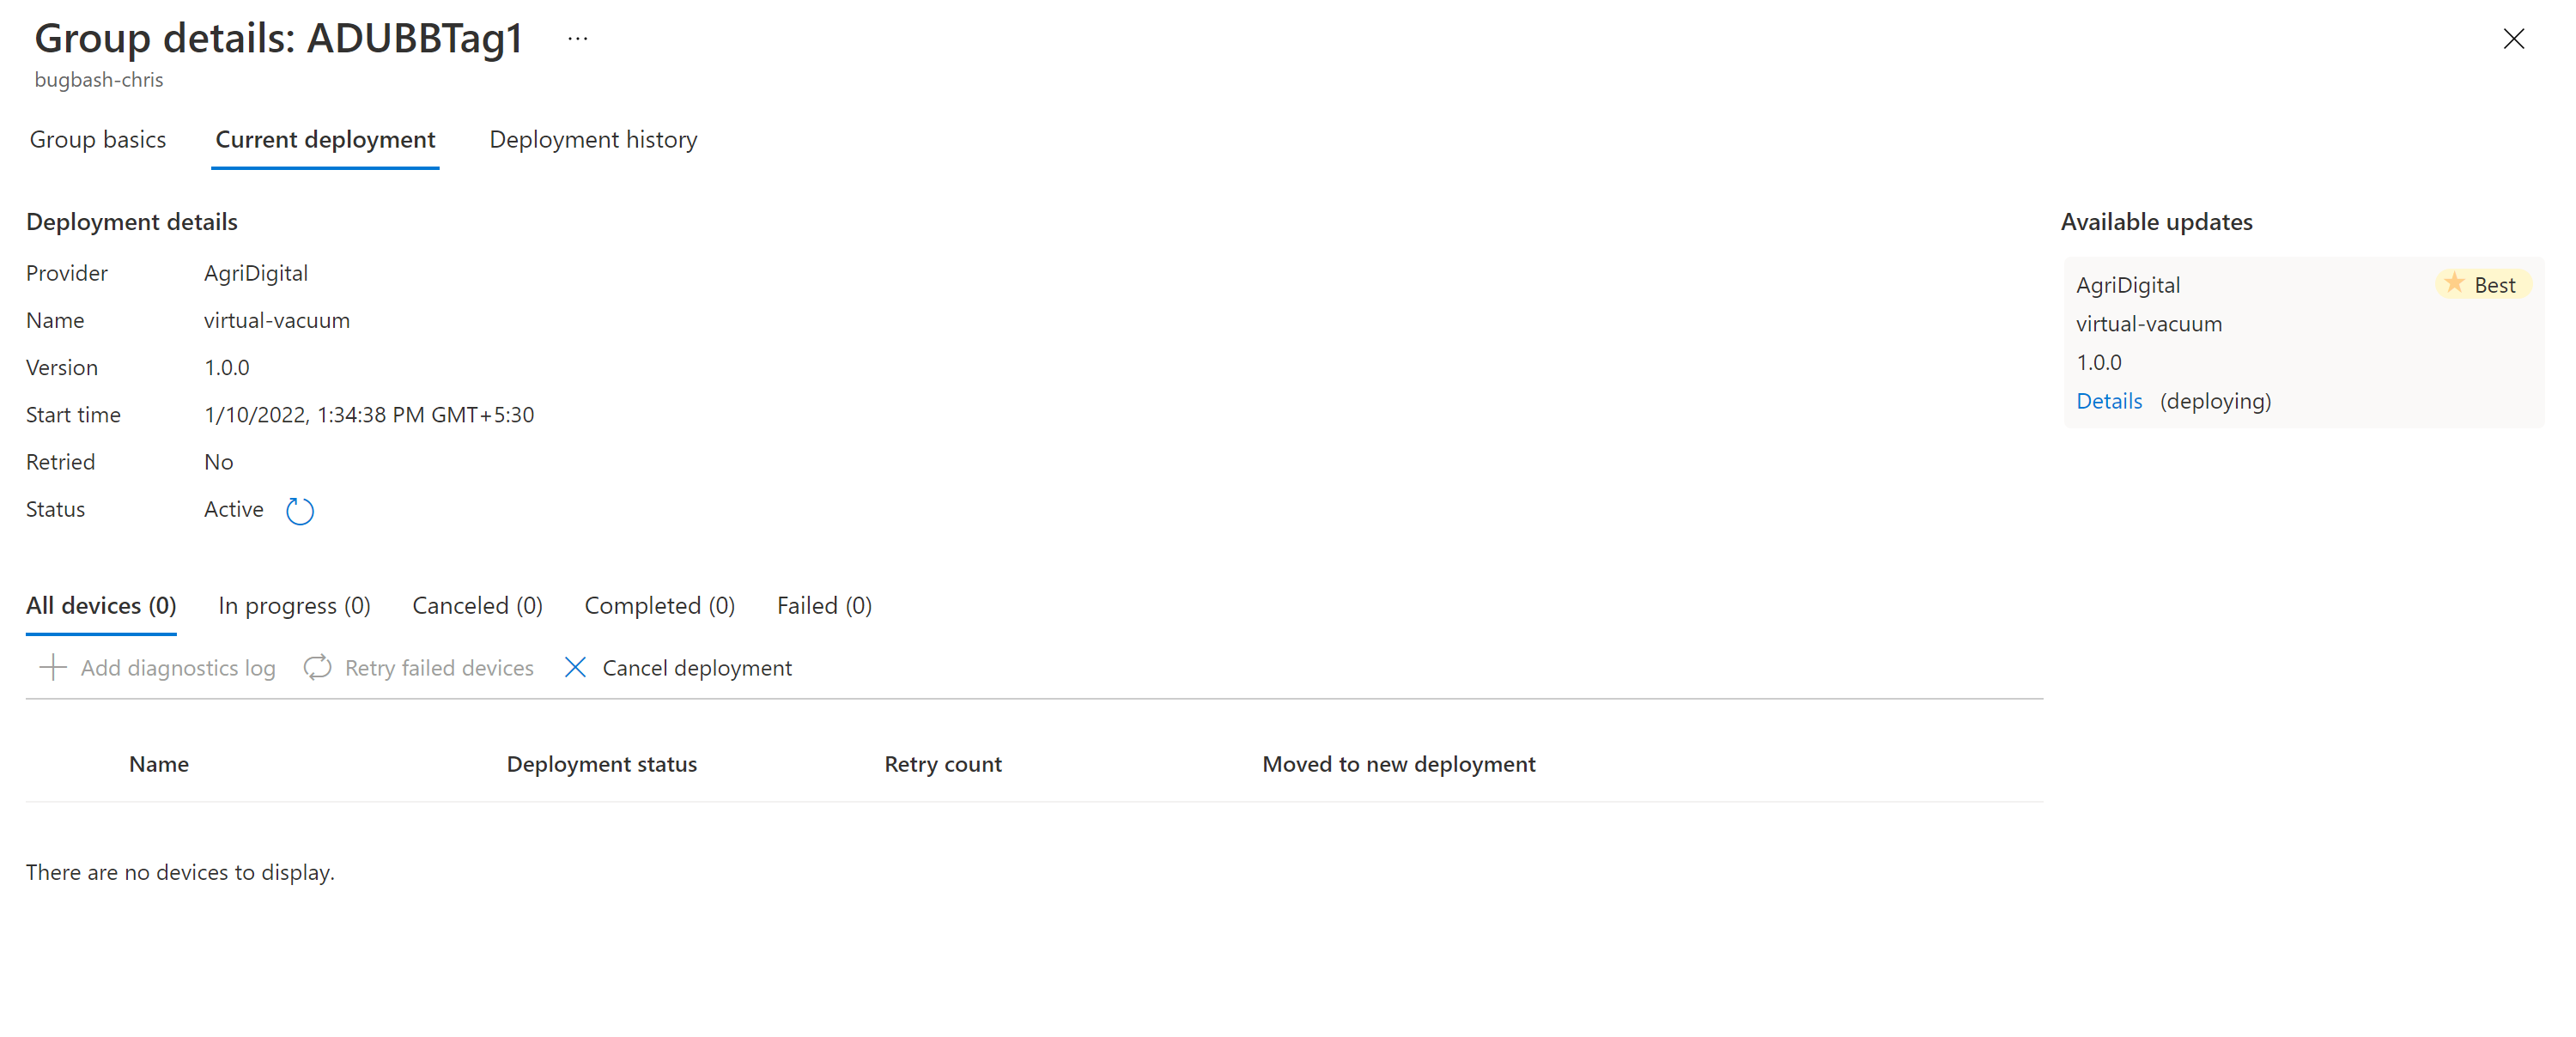 Group details: ADUBBTag1 ...
bugbash-chris
Group basics Current deployment Deployment history
Deployment details
Provider AgriDigital
Name virtual-vacuum
Version 1.0.0
Start time 1/10/2022, 1:34:38 PM GMT+5:30
Retried No
Status Active
Available updates
AgriDigital Best
virtual-vacuum
1.0.0
Details (deploying)
All devices (0) In progress (0) Canceled (0) Completed (0) Failed (0)
Add diagnostics log Retry failed devices Cancel deployment
Name Deployment status Retry count Moved to new deployment
There are no devices to display.